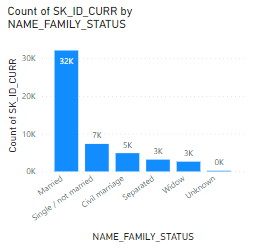 Count of SK_ID_CURR by
NAME_FAMILY_STATUS
Count of SK_ID_CURR
30K
20K
10K
0K
32K
7K
5K
3K
3K
0K
Married
Single / not married
Civil marriage
Separated
Widow
Unknown
NAME_FAMILY_STATUS